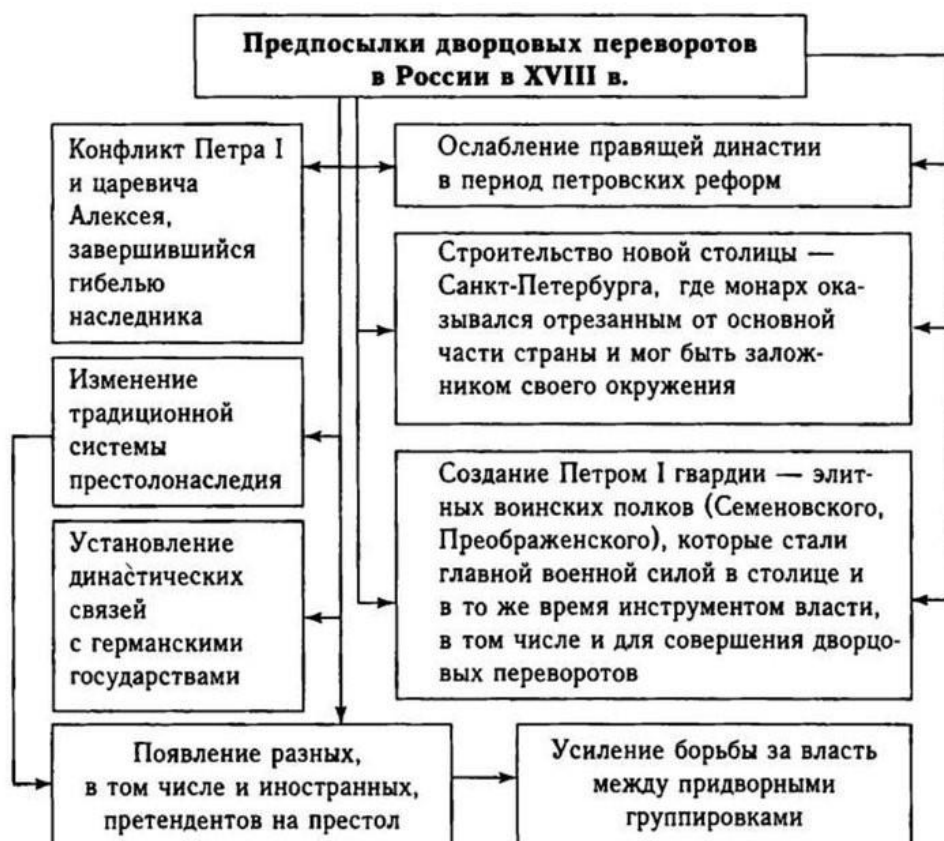 Предпосылки дворцовых переворотов
в России в XVIII в.
Конфликт Петра I
и царевича
Алексея,
завершившийся
гибелью
наследника
Ослабление правящей династии
в период петровских реформ
Строительство новой столицы —
Санкт-Петербурга, где монарх ока-
зывался отрезанным от основной
части страны и мог быть залож-
ником своего окружения
Изменение
традиционной
системы
престолонаследия
Создание Петром I гвардии — элит-
ных воинских полков (Семеновского,
Преображенского), которые стали
главной военной силой в столице и
в то же время инструментом власти,
в том числе и для совершения дворцо-
вых переворотов
Установление
династических
связей
с германскими
государствами
Появление разных,
в том числе и иностранных,
претендентов на престол
Усиление борьбы за власть
между придворными
группировками